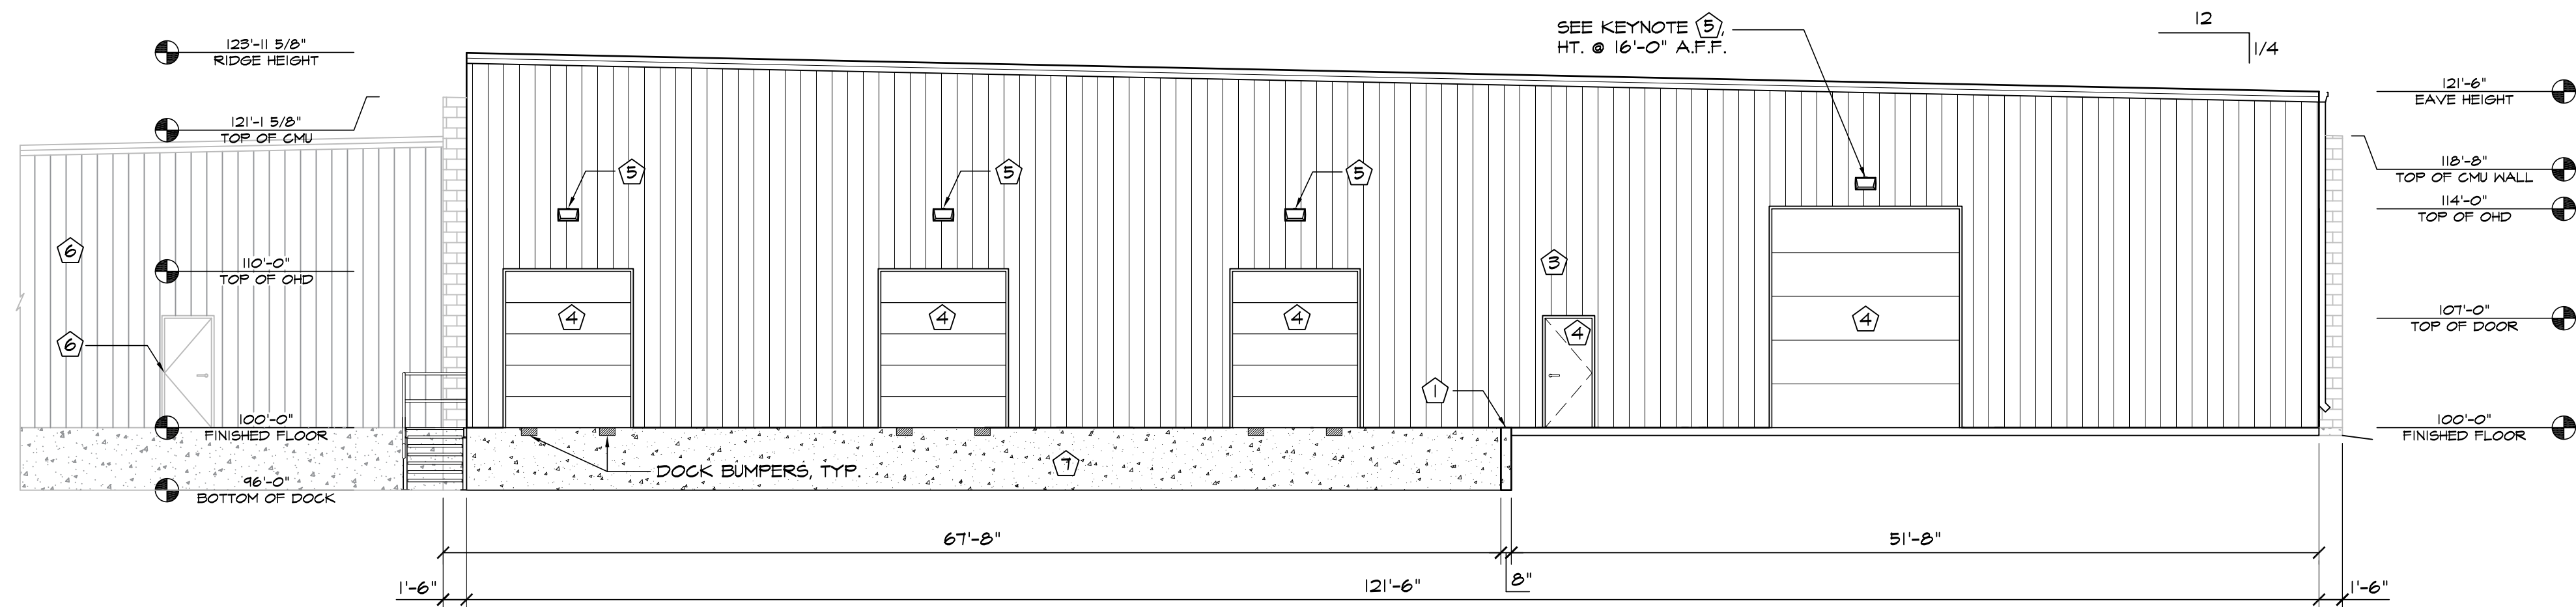 SEE KEYNOTE 5,
HT. @ 16'-0" A.F.F.
12
1/4
123'-11 5/8"
RIDGE HEIGHT
121'-1 5/8"
TOP OF CMU
110'-0"
TOP OF OHD
100'-0"
FINISHED FLOOR
96'-0"
BOTTOM OF DOCK
6
6
5
5
5
4
4
4
3
4
4
1
7
DOCK BUMPERS, TYP.
121'-6"
EAVE HEIGHT
118'-8"
TOP OF CMU WALL
114'-0"
TOP OF OHD
107'-0"
TOP OF DOOR
100'-0"
FINISHED FLOOR
67'-8"
51'-8"
1'-6"
121'-6"
8"
1'-6"